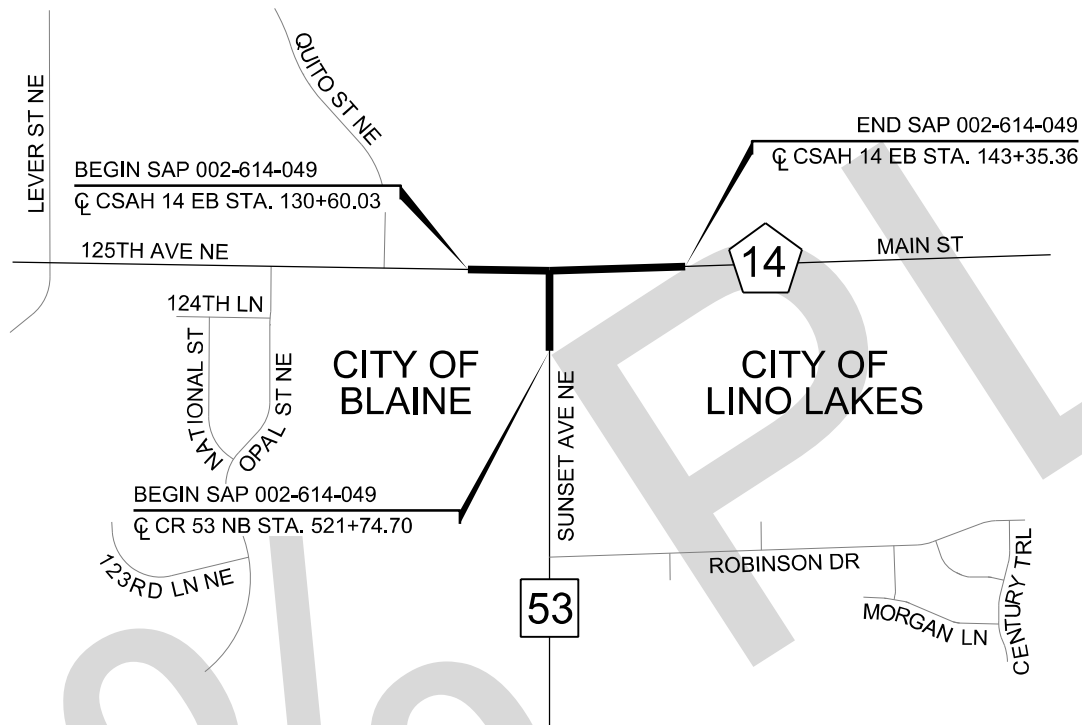 LEVER ST NE
QUITO ST NE
END SAP 002-614-049
℄ CSAH 14 EB STA. 143+35.36
BEGIN SAP 002-614-049
℄ CSAH 14 EB STA. 130+60.03
125TH AVE NE
14
MAIN ST
124TH LN
NATIONAL ST
OPAL ST NE
CITY OF
BLAINE
CITY OF
LINO LAKES
SUNSET AVE NE
BEGIN SAP 002-614-049
℄ CR 53 NB STA. 521+74.70
123RD LN NE
ROBINSON DR
53
MORGAN LN
CENTURY TRL
% PL